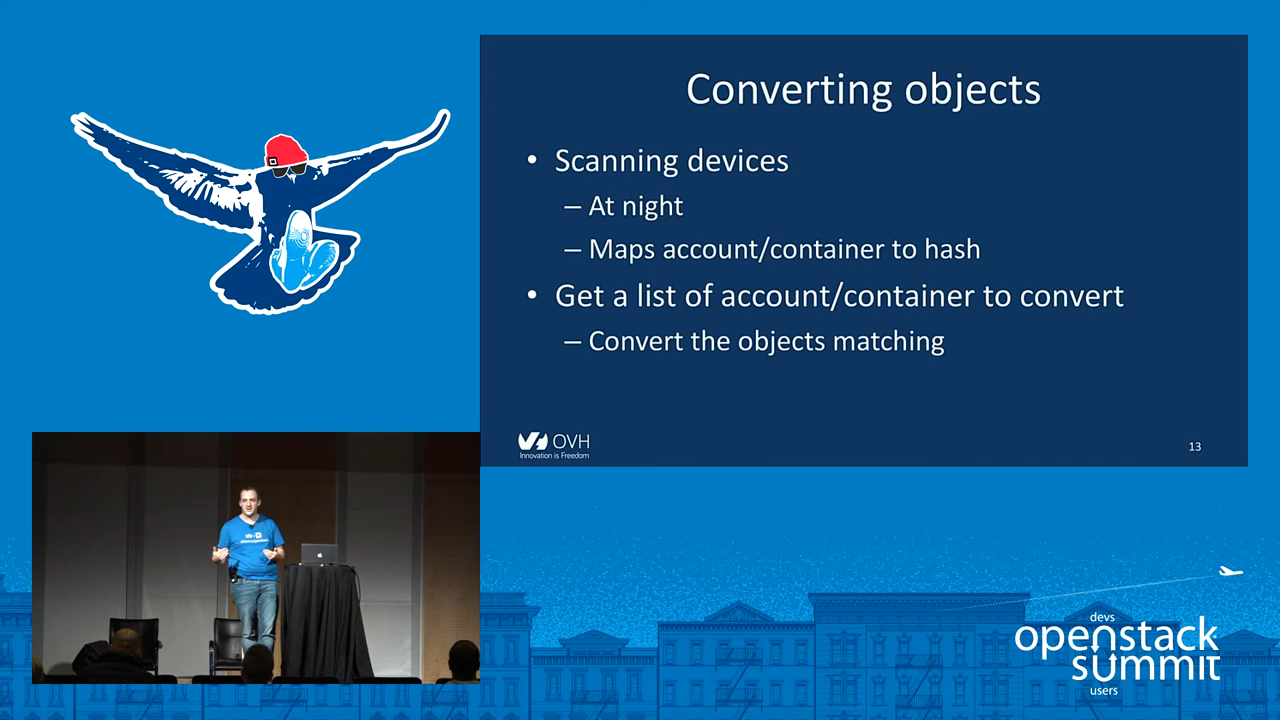 Converting objects
• Scanning devices
– At night
– Maps account/container to hash
• Get a list of account/container to convert
– Convert the objects matching
OVH
Innovation is Freedom
13
devs
openstack
summit
users